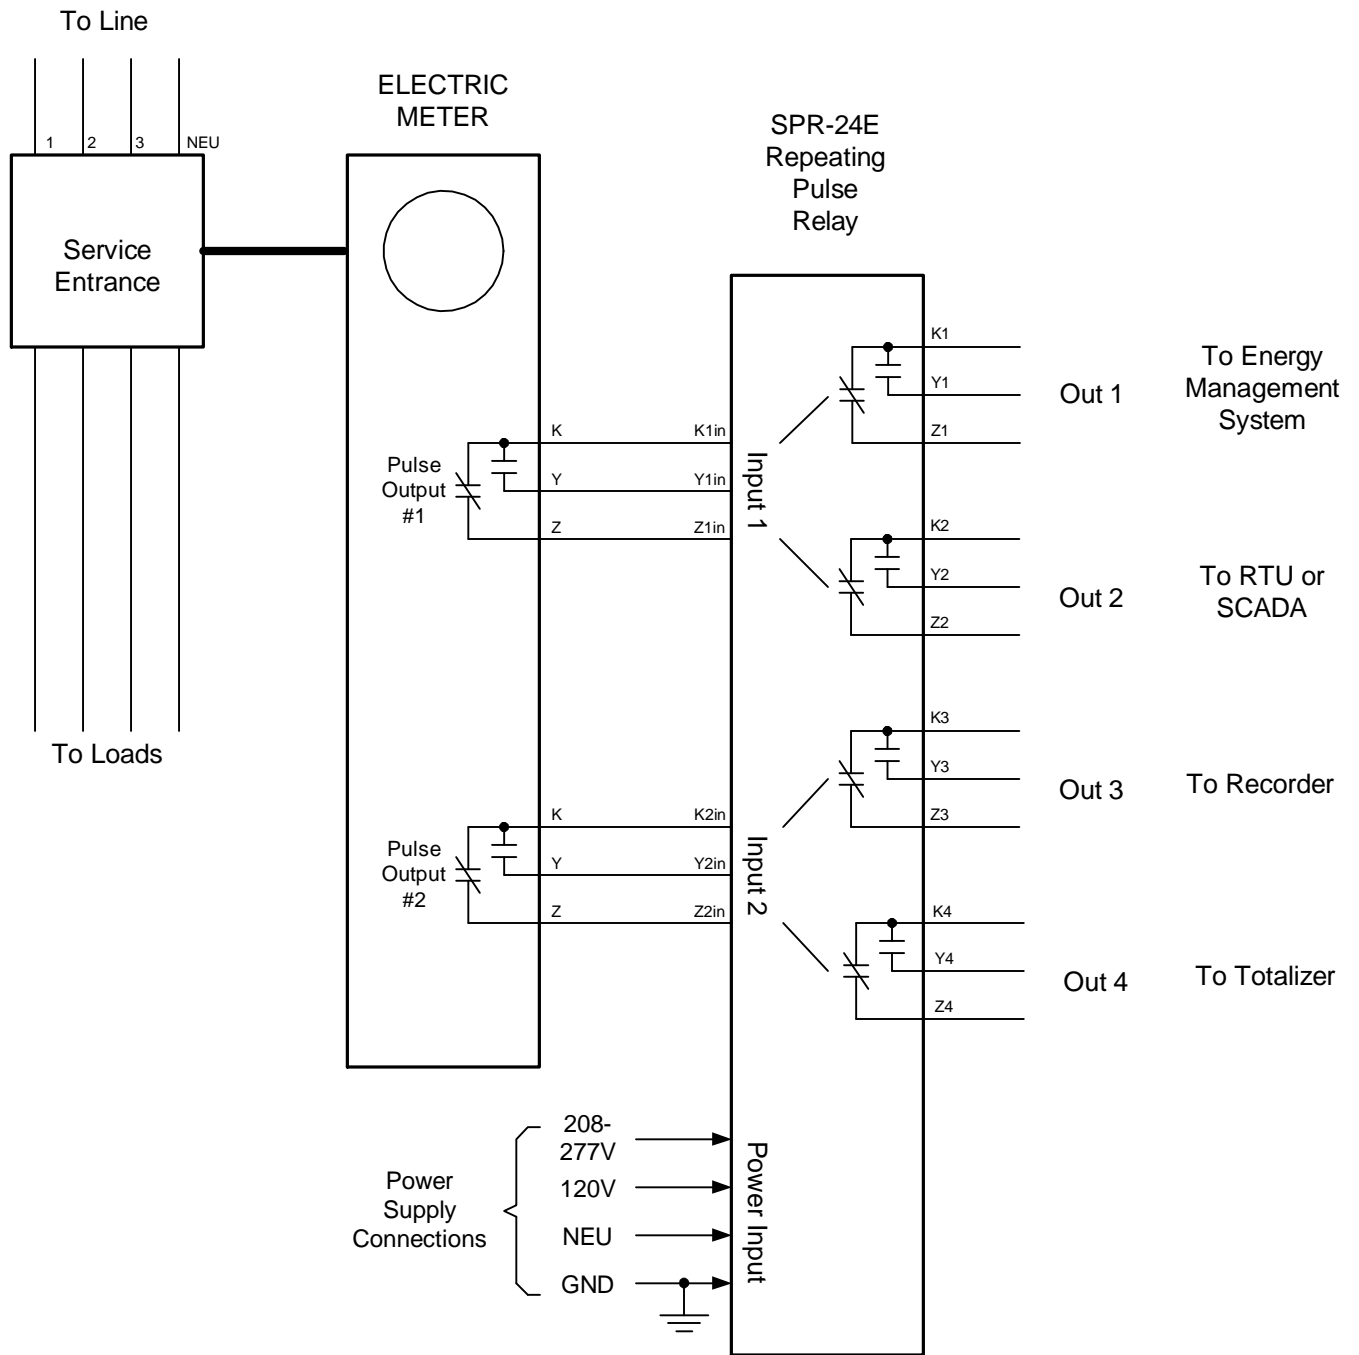 To Line
1
2
3
NEU
Service
Entrance
To Loads
ELECTRIC
METER
Pulse
Output
#1
K
Y
Z
Pulse
Output
#2
K
Y
Z
SPR-24E
Repeating
Pulse
Relay
K1in
Y1in
Z1in
Input 1
K2in
Y2in
Z2in
Input 2
K1
Y1
Z1
Out 1
To Energy
Management
System
K2
Y2
Z2
Out 2
To RTU or
SCADA
K3
Y3
Z3
Out 3
To Recorder
K4
Y4
Z4
Out 4
To Totalizer
Power
Supply
Connections
208-
277V
120V
NEU
GND
Power Input